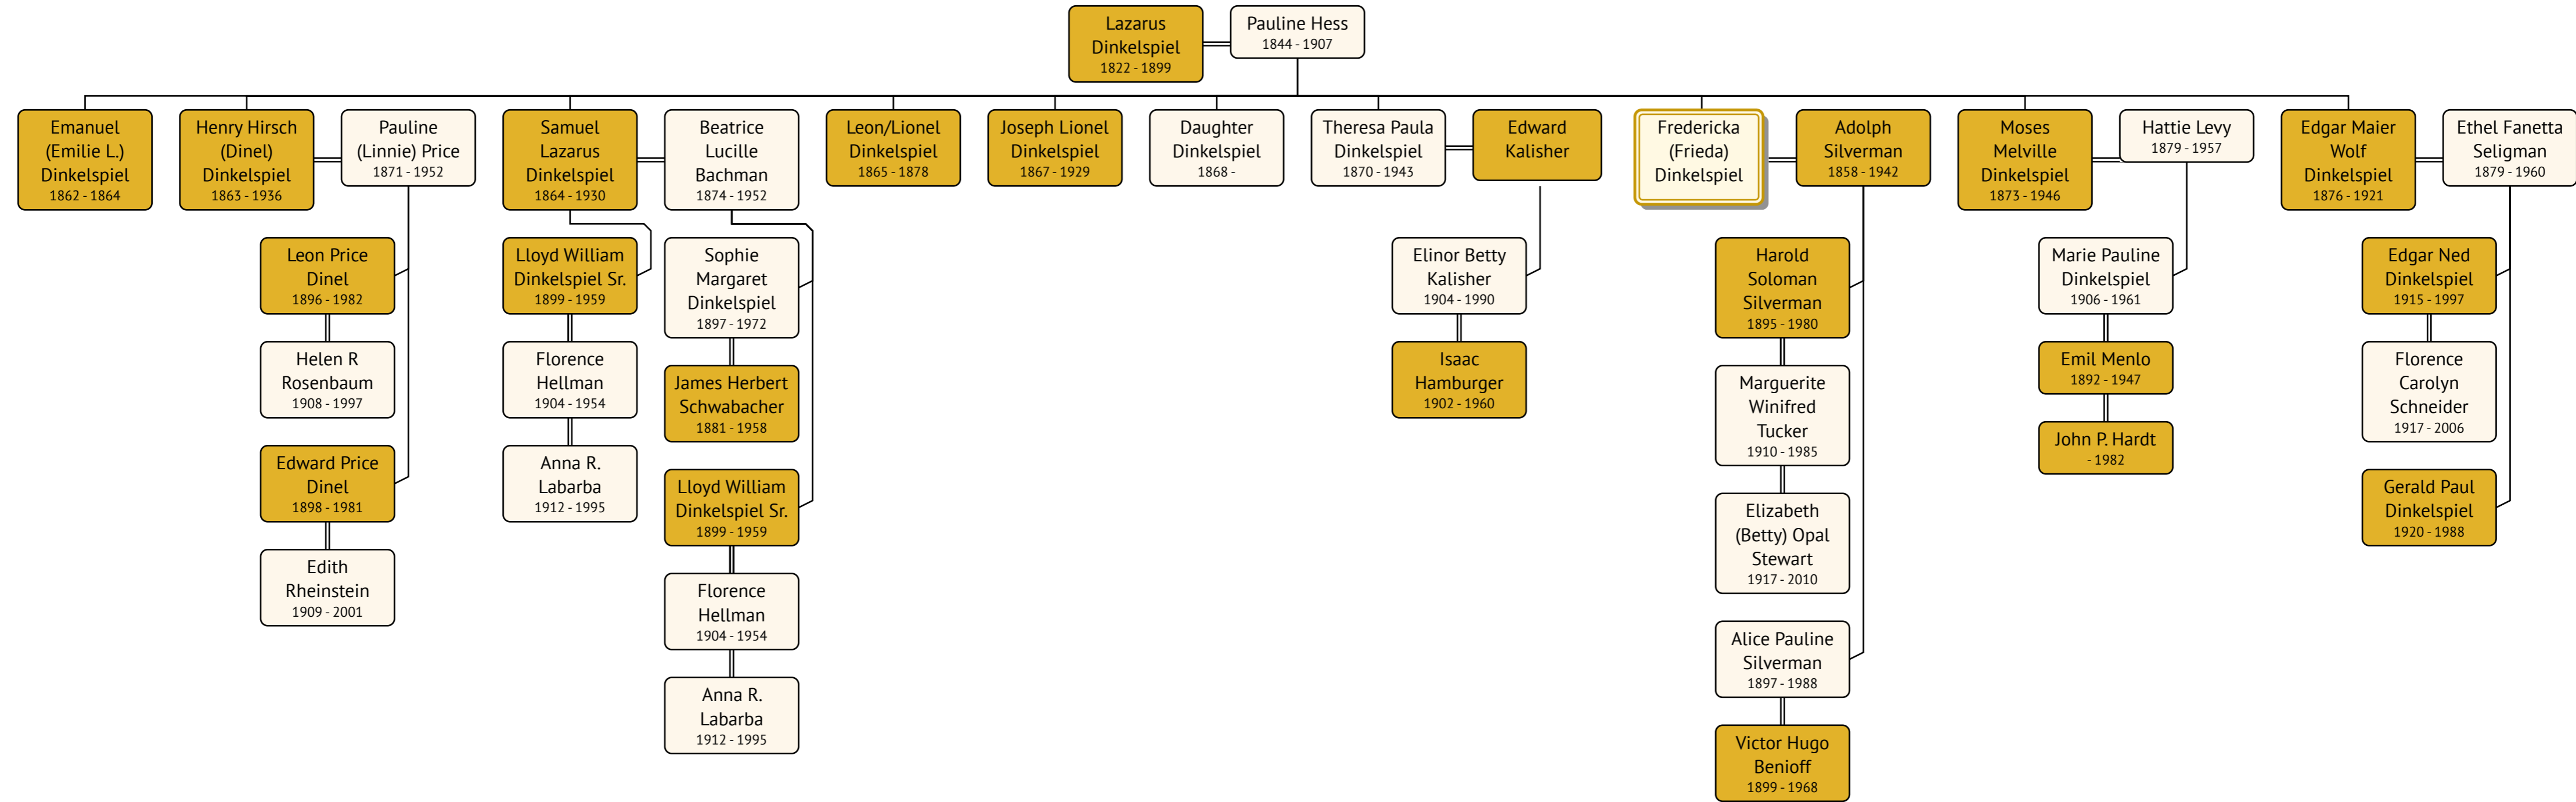 Lazarus
Dinkelspiel
1822 - 1899
Pauline Hess
1844 - 1907
Emanuel
(Emilie L.)
Dinkelspiel
1862 - 1864
Henry Hirsch
(Dinel)
Dinkelspiel
1863 - 1936
Pauline
(Linnie) Price
1871 - 1952
Samuel
Lazarus
Dinkelspiel
1864 - 1930
Beatrice
Lucille
Bachman
1874 - 1952
Leon/Lionel
Dinkelspiel
1865 - 1878
Joseph Lionel
Dinkelspiel
1867 - 1929
Daughter
Dinkelspiel
1868 -
Theresa Paula
Dinkelspiel
1870 - 1943
Edward
Kalisher
Fredericka
(Frieda)
Dinkelspiel
Adolph
Silverman
1858 - 1942
Moses
Melville
Dinkelspiel
1873 - 1946
Hattie Levy
1879 - 1957
Edgar Maier
Wolf
Dinkelspiel
1876 - 1921
Ethel Fanetta
Seligman
1879 - 1960
Leon Price
Dinel
1896 - 1982
Helen R
Rosenbaum
1908 - 1997
Edward Price
Dinel
1898 - 1981
Edith
Rheinstein
1909 - 2001
Lloyd William
Dinkelspiel Sr.
1899 - 1959
Florence
Hellman
1904 - 1954
Anna R.
Labarba
1912 - 1995
Sophie
Margaret
Dinkelspiel
1897 - 1972
James Herbert
Schwabacher
1881 - 1958
Lloyd William
Dinkelspiel Sr.
1899 - 1959
Florence
Hellman
1904 - 1954
Anna R.
Labarba
1912 - 1995
Elinor Betty
Kalisher
1904 - 1990
Isaac
Hamburger
1902 - 1960
Harold
Soloman
Silverman
1895 - 1980
Marguerite
Winifred
Tucker
1910 - 1985
Elizabeth
(Betty) Opal
Stewart
1917 - 2010
Alice Pauline
Silverman
1897 - 1988
Victor Hugo
Benioff
1899 - 1968
Marie Pauline
Dinkelspiel
1906 - 1961
Emil Menlo
1892 - 1947
John P. Hardt
- 1982
Edgar Ned
Dinkelspiel
1915 - 1997
Florence
Carolyn
Schneider
1917 - 2006
Gerald Paul
Dinkelspiel
1920 - 1988